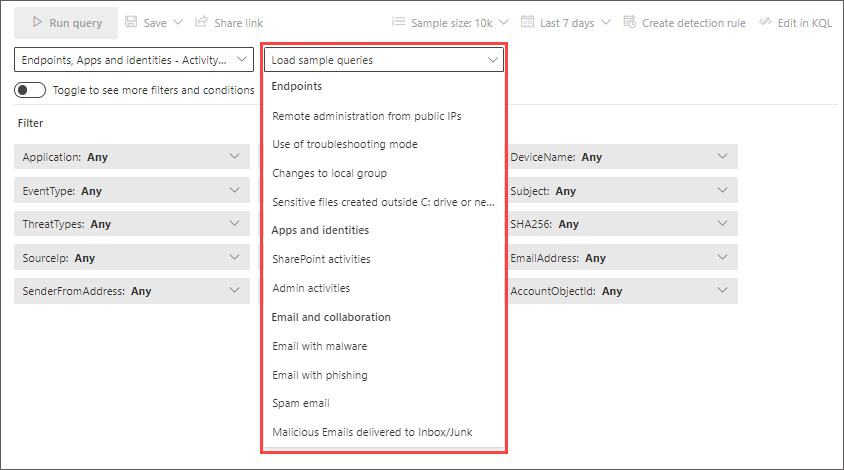 Run query
Save
Share link
Sample size: 10k
Last 7 days
Create detection rule
Edit in KQL
Endpoints, Apps and identities - Activity...
Load sample queries
Toggle to see more filters and conditions
Filter
Endpoints
Remote administration from public IPs
Use of troubleshooting mode
Changes to local group
Sensitive files created outside C: drive or ne...
Apps and identities
SharePoint activities
Admin activities
Email and collaboration
Email with malware
Email with phishing
Spam email
Malicious Emails delivered to Inbox/Junk
Application: Any
DeviceName: Any
EventType: Any
Subject: Any
ThreatTypes: Any
SHA256: Any
SourceIp: Any
EmailAddress: Any
SenderFromAddress: Any
AccountObjectId: Any